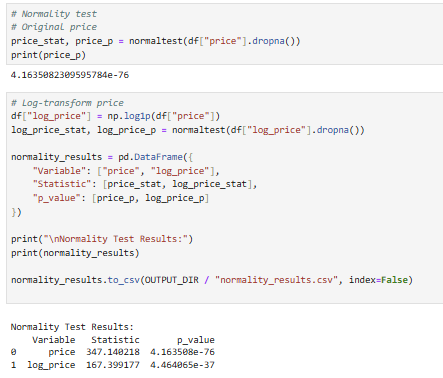 # Normality test
# Original price
price_stat, price_p = normaltest(df["price"].dropna())
print(price_p)
4.1635082309595784e-76
# Log-transform price
df["log_price"] = np.log1p(df["price"])
log_price_stat, log_price_p = normaltest(df["log_price"].dropna())
normality_results = pd.DataFrame({
    "Variable": ["price", "log_price"],
    "Statistic": [price_stat, log_price_stat],
    "p_value": [price_p, log_price_p]
})
print("\nNormality Test Results:")
print(normality_results)
normality_results.to_csv(OUTPUT_DIR / "normality_results.csv", index=False)
Normality Test Results:
    Variable   Statistic       p_value
0      price  347.140218  4.163508e-76
1  log_price  167.399177  4.464065e-37